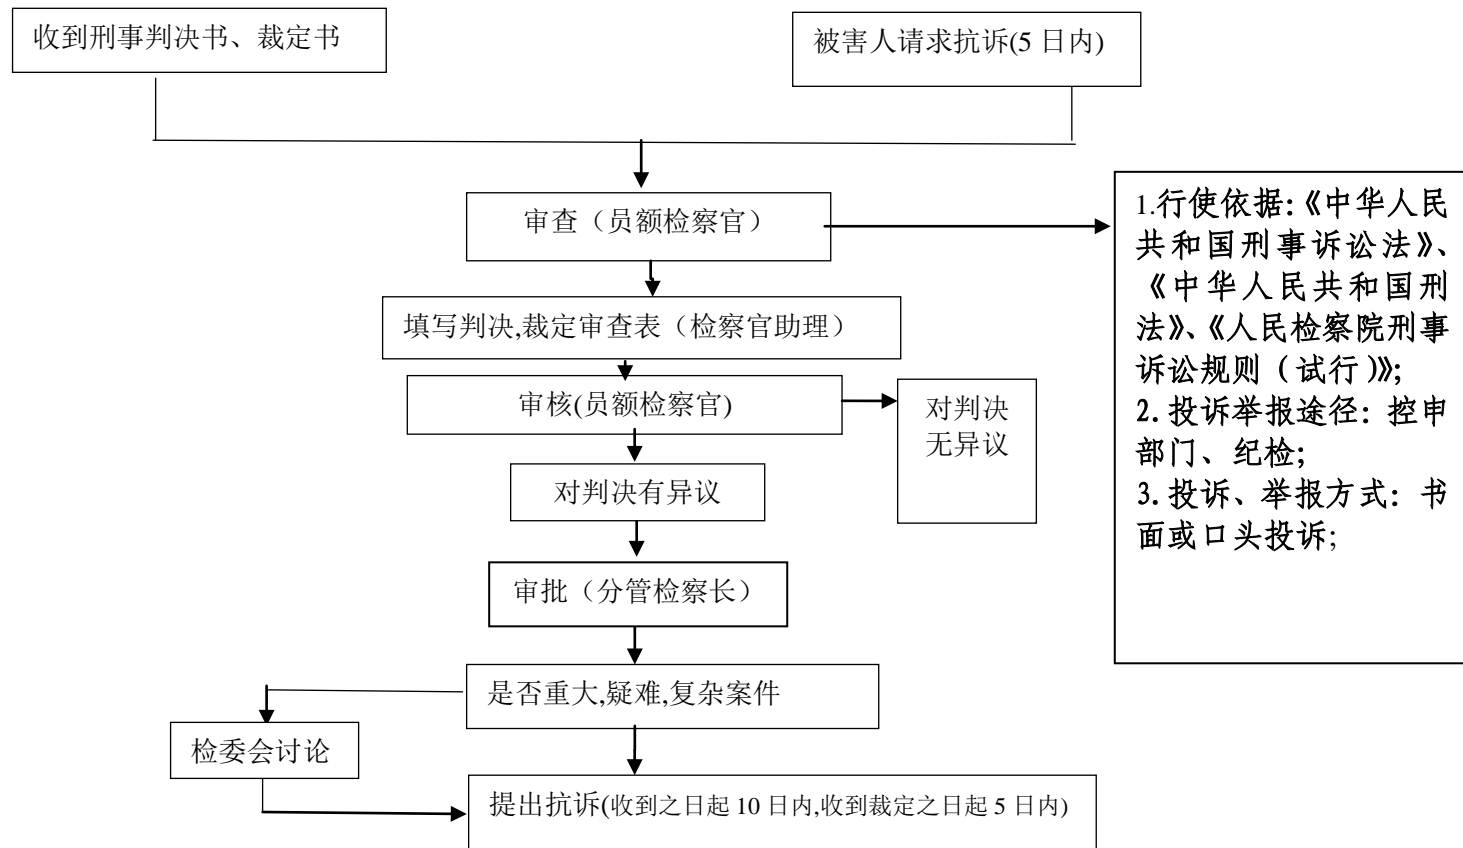 收到刑事判决书、裁定书
被害人请求抗诉(5 日内)
审查（员额检察官）
填写判决,裁定审查表（检察官助理）
审核(员额检察官)
对判决
无异议
对判决有异议
审批（分管检察长）
是否重大,疑难,复杂案件
检委会讨论
提出抗诉(收到之日起 10 日内,收到裁定之日起 5 日内)
1.行使依据:《中华人民
共和国刑事诉讼法》、
《中华人民共和国刑
法》、《人民检察院刑事
诉讼规则（试行)》;
2. 投诉举报途径: 控申
部门、纪检;
3. 投诉、举报方式: 书
面或口头投诉;